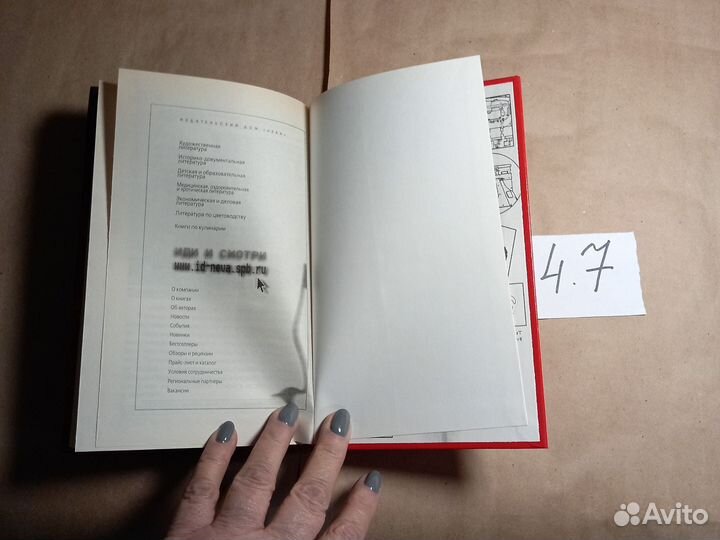 ИЗДАТЕЛЬСКИЙ ДОМ «НЕВА»
Художественная
литература
Историко-документальная
литература
Детская и образовательная
литература
Медицинская, оздоровительная
и эротическая литература
Экономическая и деловая
литература
Литература по цветоводству
Книги по кулинарии
ИДИ И СМОТРИ
www.id-neva.spb.ru
О компании
О книгах
Об авторах
Новости
События
Новинки
Бестселлеры
Обзоры и рецензии
Прайс-лист и каталог
Условия сотрудничества
Региональные партнеры
Вакансии
4.7
Avito